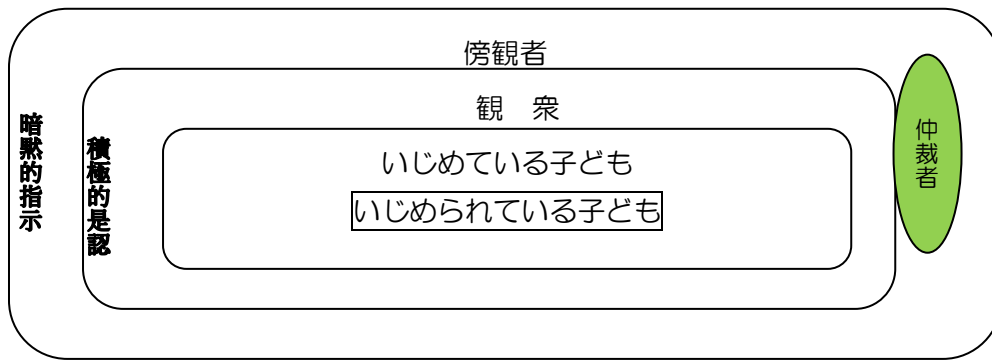 傍観者
観　衆
いじめている子ども
いじめられている子ども
暗黙的指示
積極的是認
仲裁者